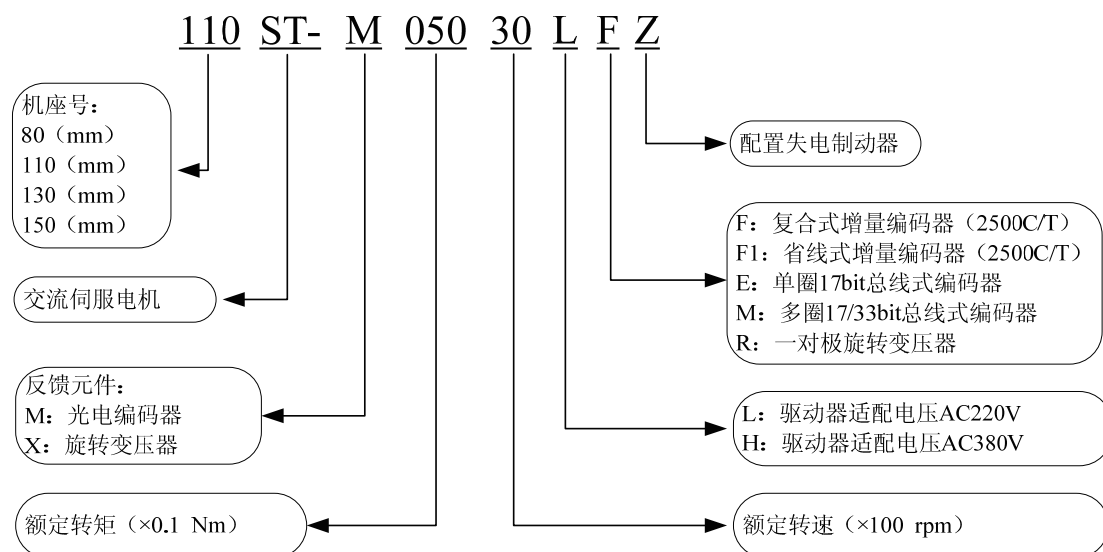 110 ST- M 050 30 L F Z
机座号：
80（mm）
110（mm）
130（mm）
150（mm）
交流伺服电机
反馈元件：
M：光电编码器
X：旋转变压器
额定转矩（×0.1 Nm）
配置失电制动器
F：复合式增量编码器（2500C/T）
F1：省线式增量编码器（2500C/T）
E：单圈17bit总线式编码器
M：多圈17/33bit总线式编码器
R：一对极旋转变压器
L：驱动器适配电压AC220V
H：驱动器适配电压AC380V
额定转速（×100 rpm）